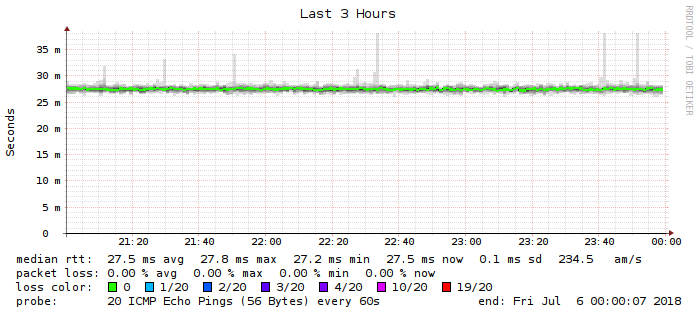 Last 3 Hours
RRDTOOL / TOBI OETIKER
Seconds
35 m
30 m
25 m
20 m
15 m
10 m
5 m
0
21:20 21:40 22:00 22:20 22:40 23:00 23:20 23:40 00:00
median rtt: 27.5 ms avg 27.8 ms max 27.2 ms min 27.5 ms now 0.1 ms sd 234.5 am/s
packet loss: 0.00 % avg 0.00 % max 0.00 % min 0.00 % now
loss color: 0 1/20 2/20 3/20 4/20 10/20 19/20
probe: 20 ICMP Echo Pings (56 Bytes) every 60s end: Fri Jul 6 00:00:07 2018